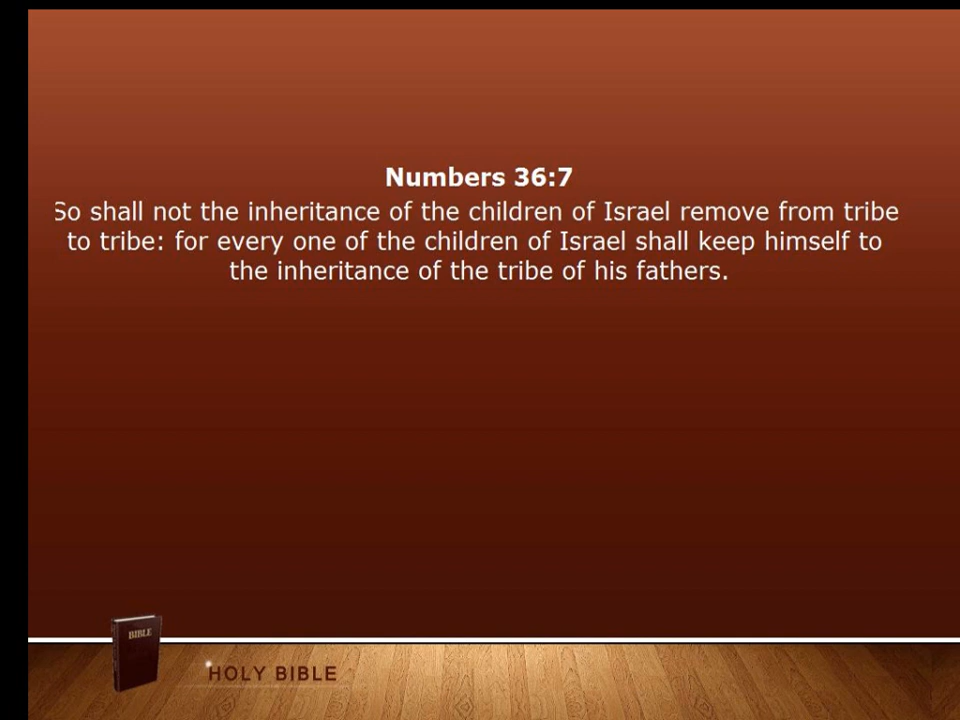 Numbers 36:7
So shall not the inheritance of the children of Israel remove from tribe
to tribe: for every one of the children of Israel shall keep himself to
the inheritance of the tribe of his fathers.
BIBLE
HOLY BIBLE